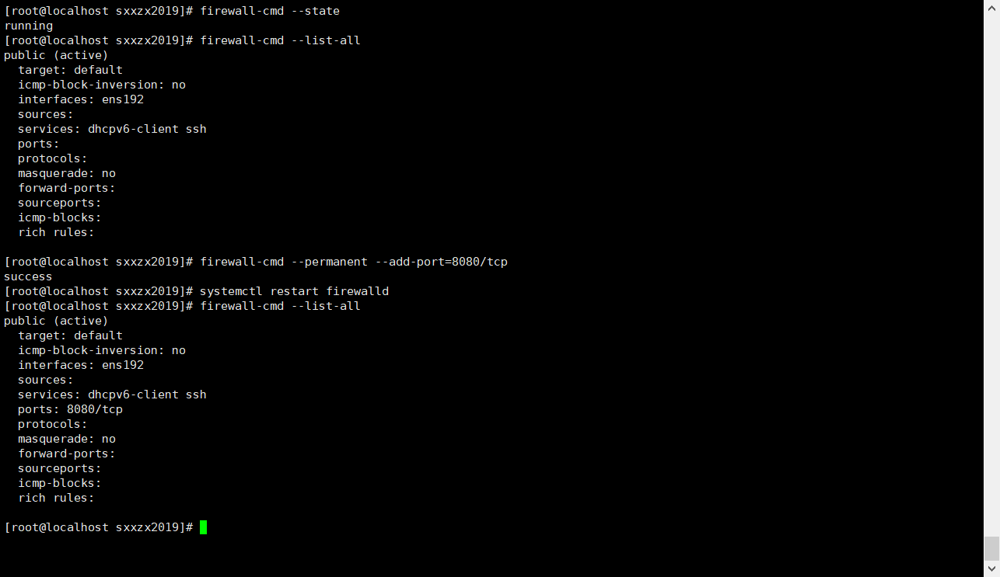 [root@localhost sxxzx2019]# firewall-cmd --state
running
[root@localhost sxxzx2019]# firewall-cmd --list-all
public (active)
  target: default
  icmp-block-inversion: no
  interfaces: ens192
  sources:
  services: dhcpv6-client ssh
  ports:
  protocols:
  masquerade: no
  forward-ports:
  sourceports:
  icmp-blocks:
  rich rules:

[root@localhost sxxzx2019]# firewall-cmd --permanent --add-port=8080/tcp
success
[root@localhost sxxzx2019]# systemctl restart firewalld
[root@localhost sxxzx2019]# firewall-cmd --list-all
public (active)
  target: default
  icmp-block-inversion: no
  interfaces: ens192
  sources:
  services: dhcpv6-client ssh
  ports: 8080/tcp
  protocols:
  masquerade: no
  forward-ports:
  sourceports:
  icmp-blocks:
  rich rules:

[root@localhost sxxzx2019]#